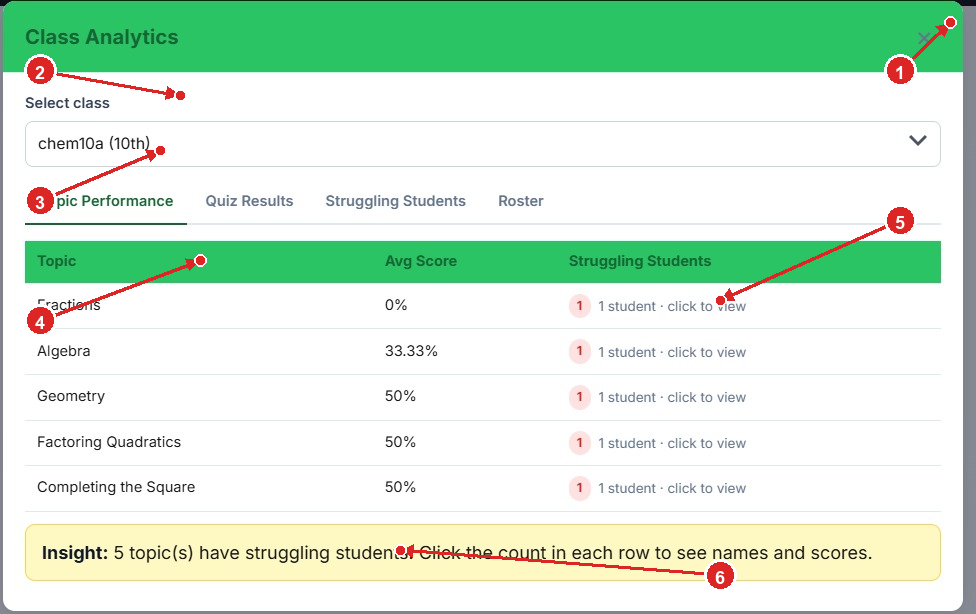 Class Analytics
×
1
2
Select class
chem10a (10th)
3
pic Performance Quiz Results Struggling Students Roster
5
Topic Avg Score Struggling Students
Fractions 0% 1 1 student · click to view
4
Algebra 33.33% 1 1 student · click to view
Geometry 50% 1 1 student · click to view
Factoring Quadratics 50% 1 1 student · click to view
Completing the Square 50% 1 1 student · click to view
Insight: 5 topic(s) have struggling students. Click the count in each row to see names and scores.
6